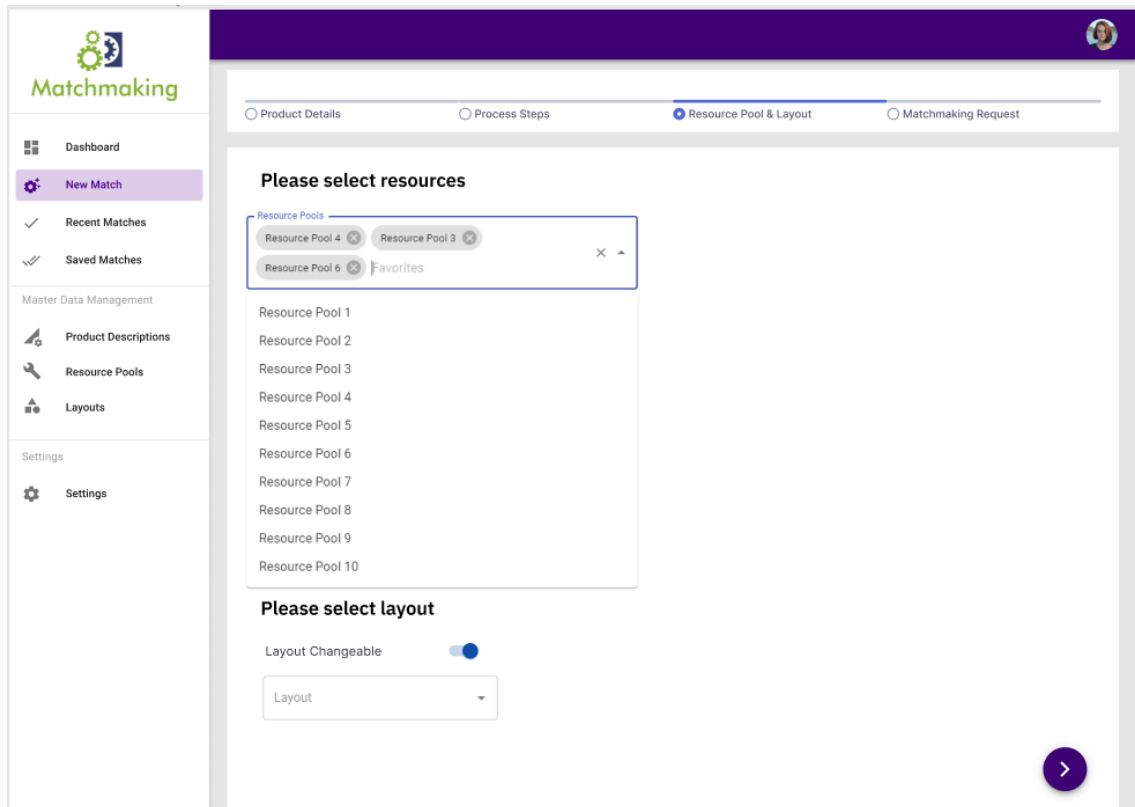 Matchmaking
Dashboard
New Match
Recent Matches
Saved Matches
Master Data Management
Product Descriptions
Resource Pools
Layouts
Settings
Settings
Product Details
Process Steps
Resource Pool & Layout
Matchmaking Request
Please select resources
Resource Pools
Resource Pool 4 Resource Pool 3
Resource Pool 6 Favorites
Resource Pool 1
Resource Pool 2
Resource Pool 3
Resource Pool 4
Resource Pool 5
Resource Pool 6
Resource Pool 7
Resource Pool 8
Resource Pool 9
Resource Pool 10
Please select layout
Layout Changeable
Layout